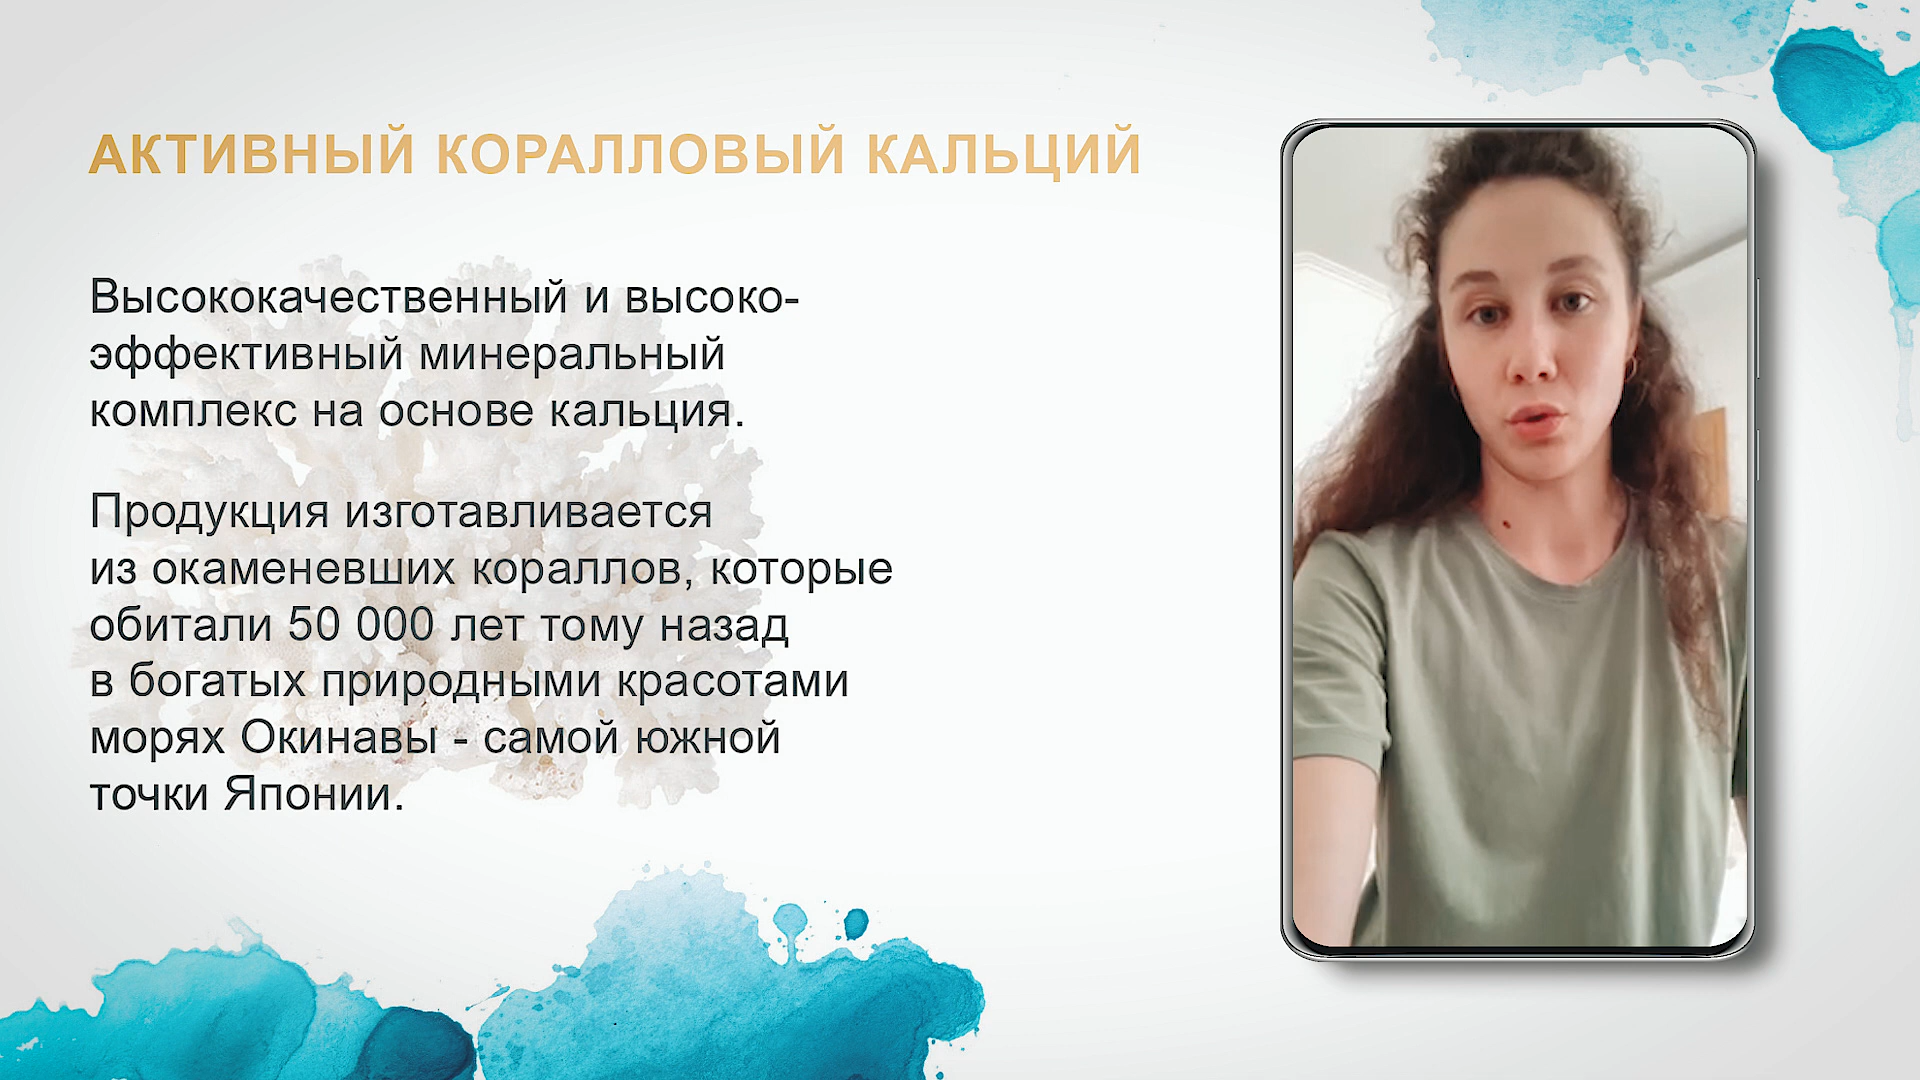 АКТИВНЫЙ КОРАЛЛОВЫЙ КАЛЬЦИЙ
Высококачественный и высоко-
эффективный минеральный
комплекс на основе кальция.
Продукция изготавливается
из окаменевших кораллов, которые
обитали 50 000 лет тому назад
в богатых природными красотами
морях Окинавы - самой южной
точки Японии.